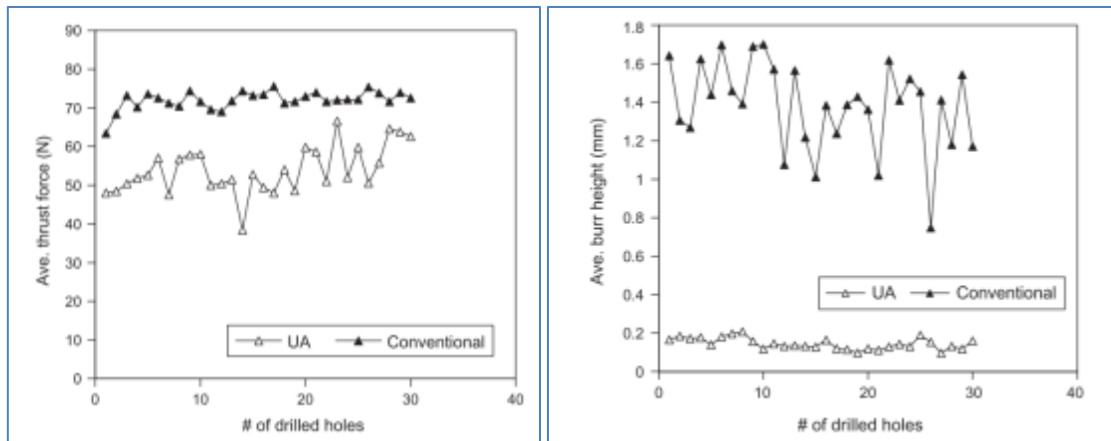 90
80
70
60
50
40
30
20
10
0
Ave. thrust force (N)
UA Conventional
0 10 20 30 40
# of drilled holes
1.8
1.6
1.4
1.2
1
0.8
0.6
0.4
0.2
0
Ave. burr height (mm)
UA Conventional
0 10 20 30 40
# of drilled holes